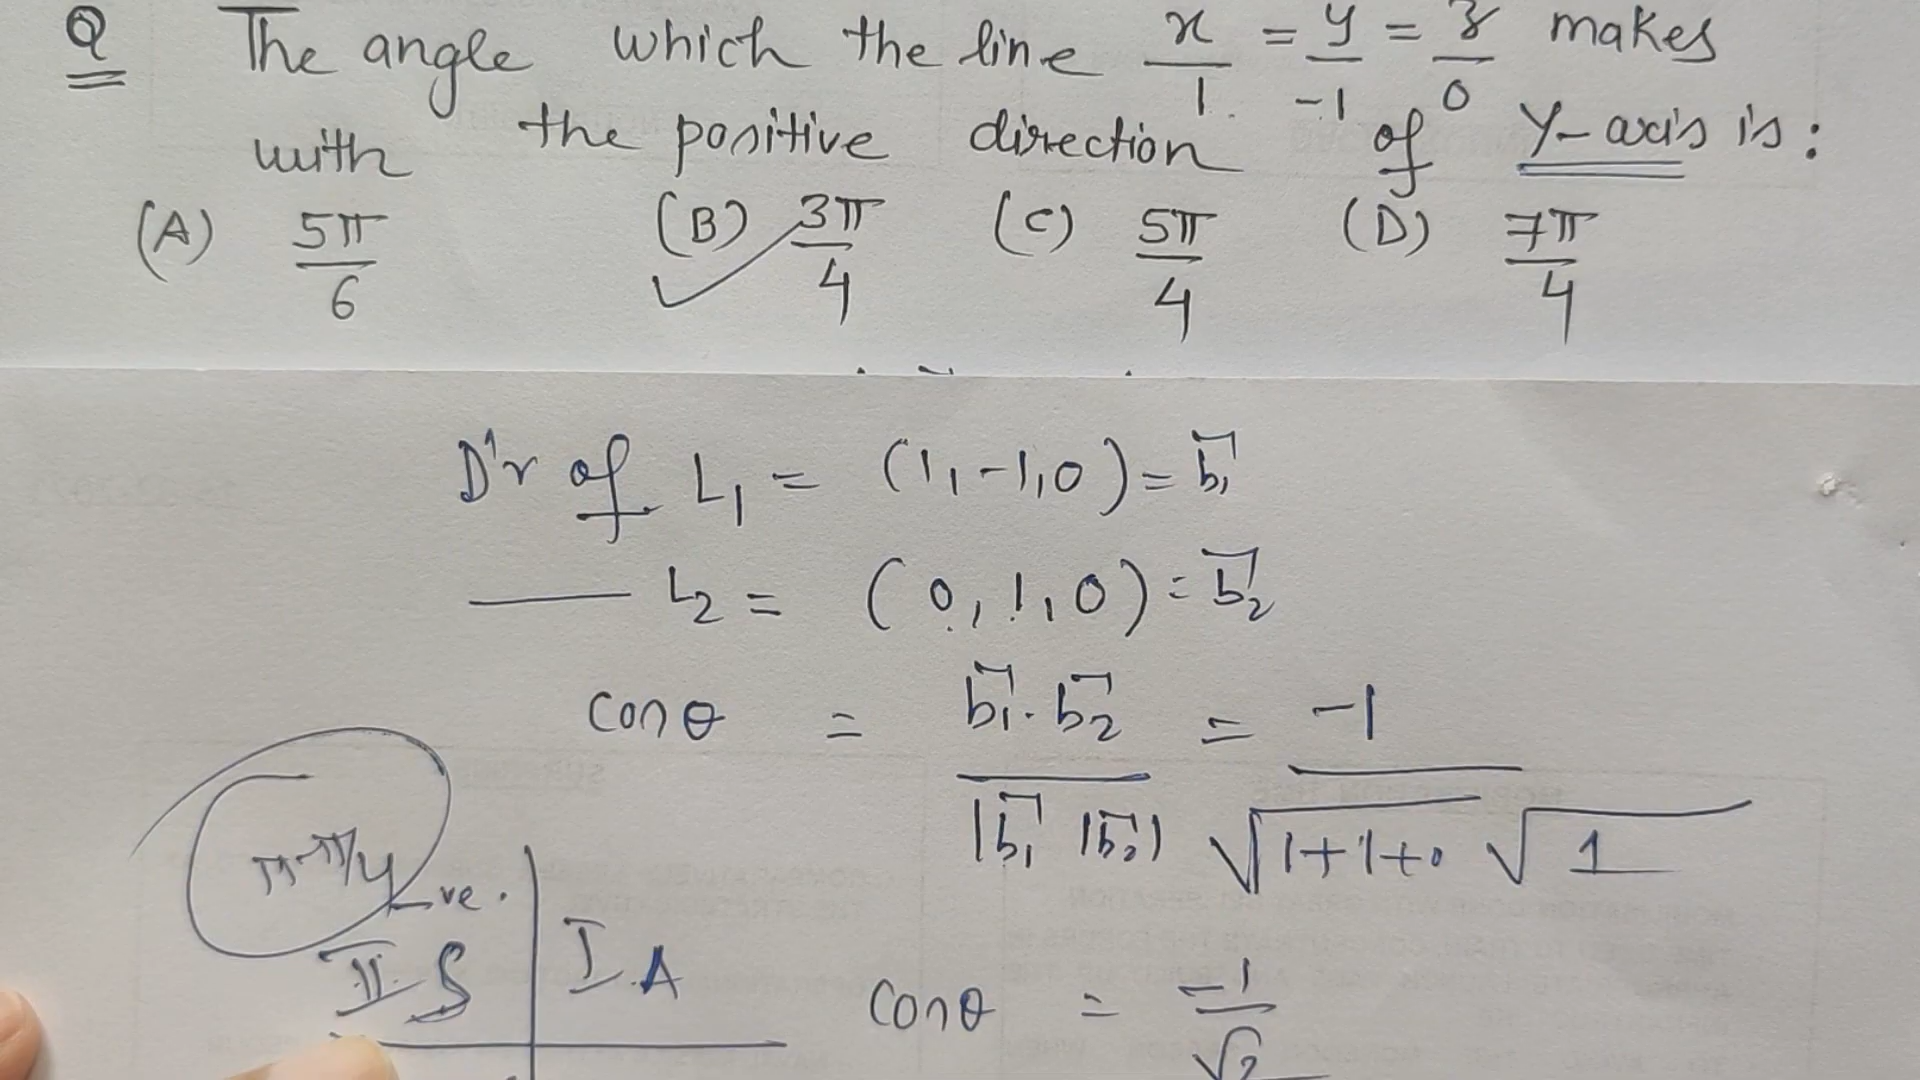 Q The angle which the line x/1 = y/-1 = z/0 makes
with the positive direction of Y-axis is:
(A) 5π/6 (B) 3π/4 (C) 5π/4 (D) 7π/4
D'r of L₁ = (1, -1, 0) = b₁
—— L₂ = (0, 1, 0) = b₂
cos θ = b₁ · b₂ / |b₁| |b₂| = -1 / √1+1+0 √1
π-π/4
-ve.
II S I A
cos θ = -1/√2